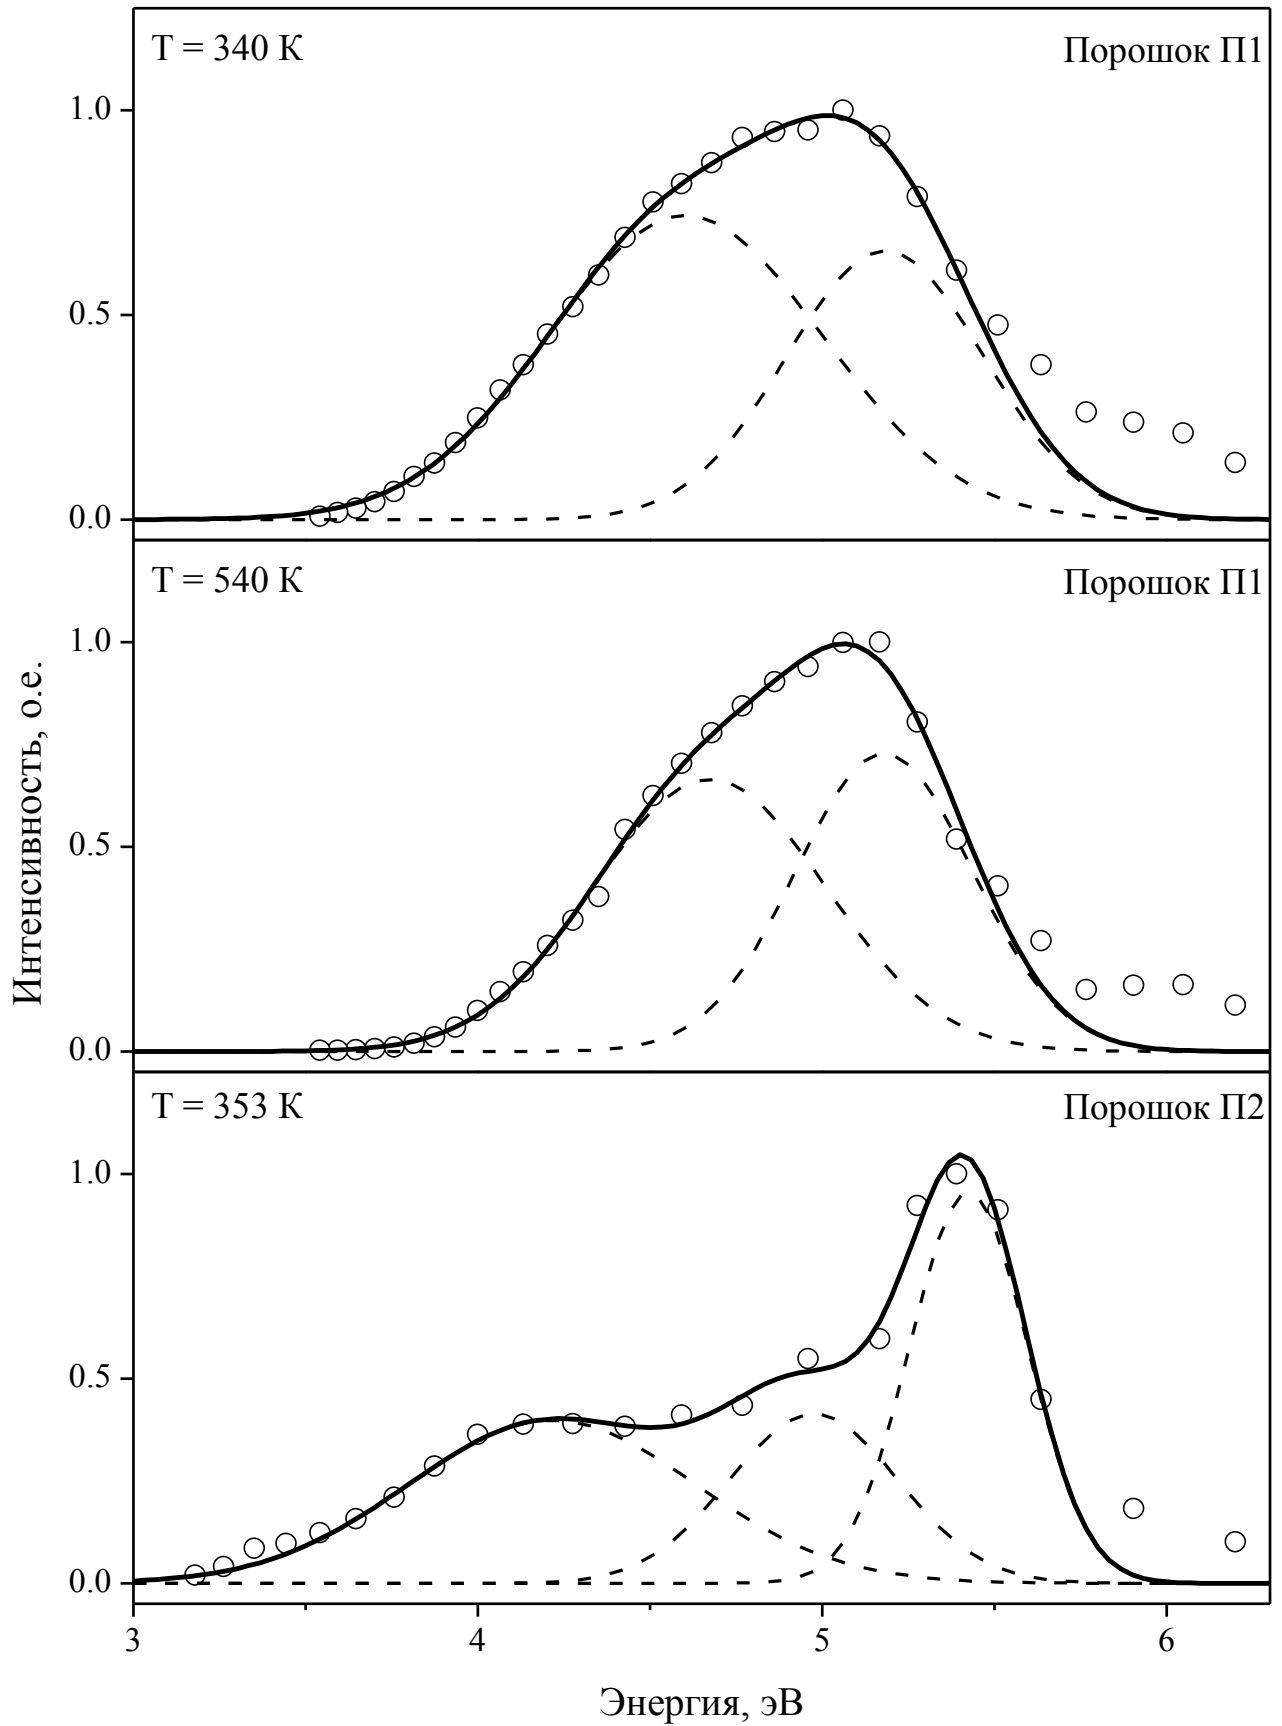 T = 340 К
Порошок П1
1.0
0.5
0.0
T = 540 К
Порошок П1
1.0
0.5
0.0
T = 353 К
Порошок П2
1.0
0.5
0.0
3 4 5 6
Энергия, эВ
Интенсивность, о.е.